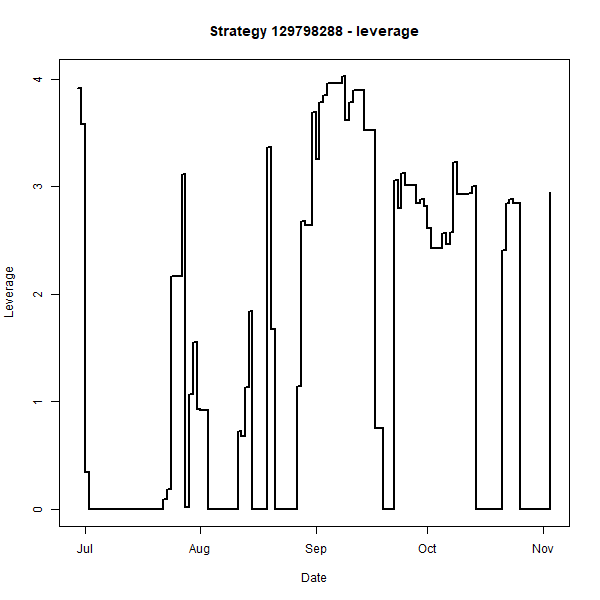 Strategy 129798288 - leverage
4
3
2
1
0
Leverage
Jul
Aug
Sep
Oct
Nov
Date